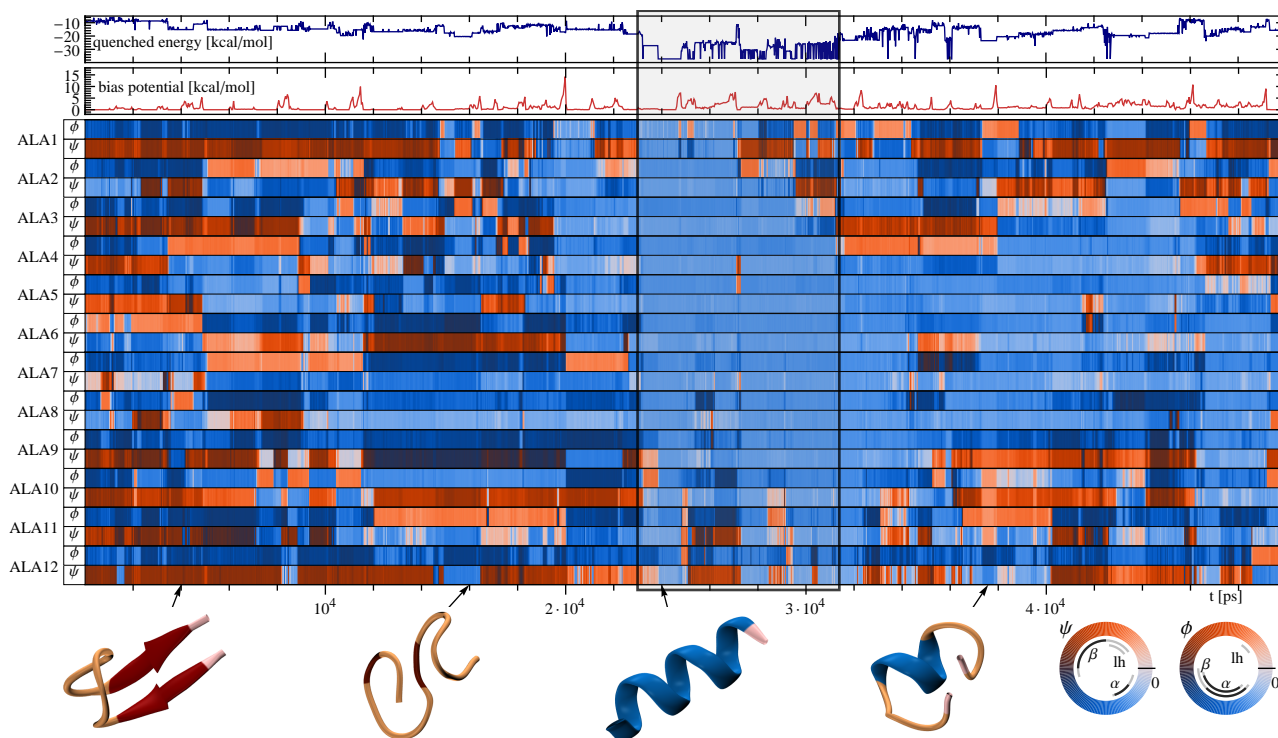 −10
−20
−30
quenched energy [kcal/mol]
15
10
5
0
bias potential [kcal/mol]
ALA1 ϕ
ψ
ALA2 ϕ
ψ
ALA3 ϕ
ψ
ALA4 ϕ
ψ
ALA5 ϕ
ψ
ALA6 ϕ
ψ
ALA7 ϕ
ψ
ALA8 ϕ
ψ
ALA9 ϕ
ψ
ALA10 ϕ
ψ
ALA11 ϕ
ψ
ALA12 ϕ
ψ
10⁴ 2·10⁴ 3·10⁴ 4·10⁴ t [ps]
ψ β lh α 0
ϕ β lh α 0